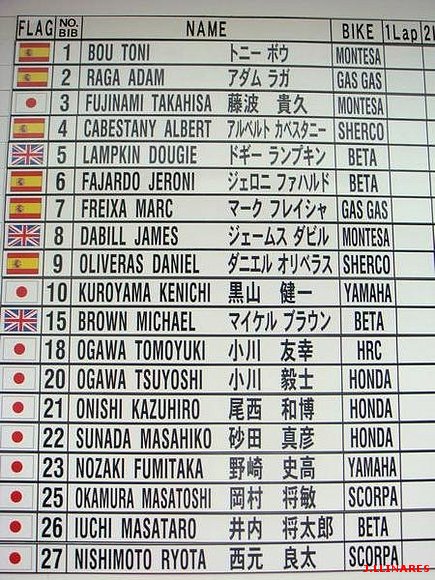 FLAG NO. BIB NAME BIKE 1Lap
1 BOU TONI トニー ボウ MONTESA
2 RAGA ADAM アダム ラガ GAS GAS
3 FUJINAMI TAKAHISA 藤波 貴久 MONTESA
4 CABESTANY ALBERT アルベルト カベスタニー SHERCO
5 LAMPKIN DOUGIE ドギー ランプキン BETA
6 FAJARDO JERONI ジェロニ ファハルド BETA
7 FREIXA MARC マーク フレイシャ GAS GAS
8 DABILL JAMES ジェームス ダビル MONTESA
9 OLIVERAS DANIEL ダニエル オリベラス SHERCO
10 KUROYAMA KENICHI 黒山 健一 YAMAHA
15 BROWN MICHAEL マイケル ブラウン BETA
18 OGAWA TOMOYUKI 小川 友幸 HRC
20 OGAWA TSUYOSHI 小川 毅士 HONDA
21 ONISHI KAZUHIRO 尾西 和博 HONDA
22 SUNADA MASAHIKO 砂田 真彦 HONDA
23 NOZAKI FUMITAKA 野崎 史高 YAMAHA
25 OKAMURA MASATOSHI 岡村 将敏 SCORPA
26 IUCHI MASATARO 井内 将太郎 BETA
27 NISHIMOTO RYOTA 西元 良太 SCORPA
J.LLINARES